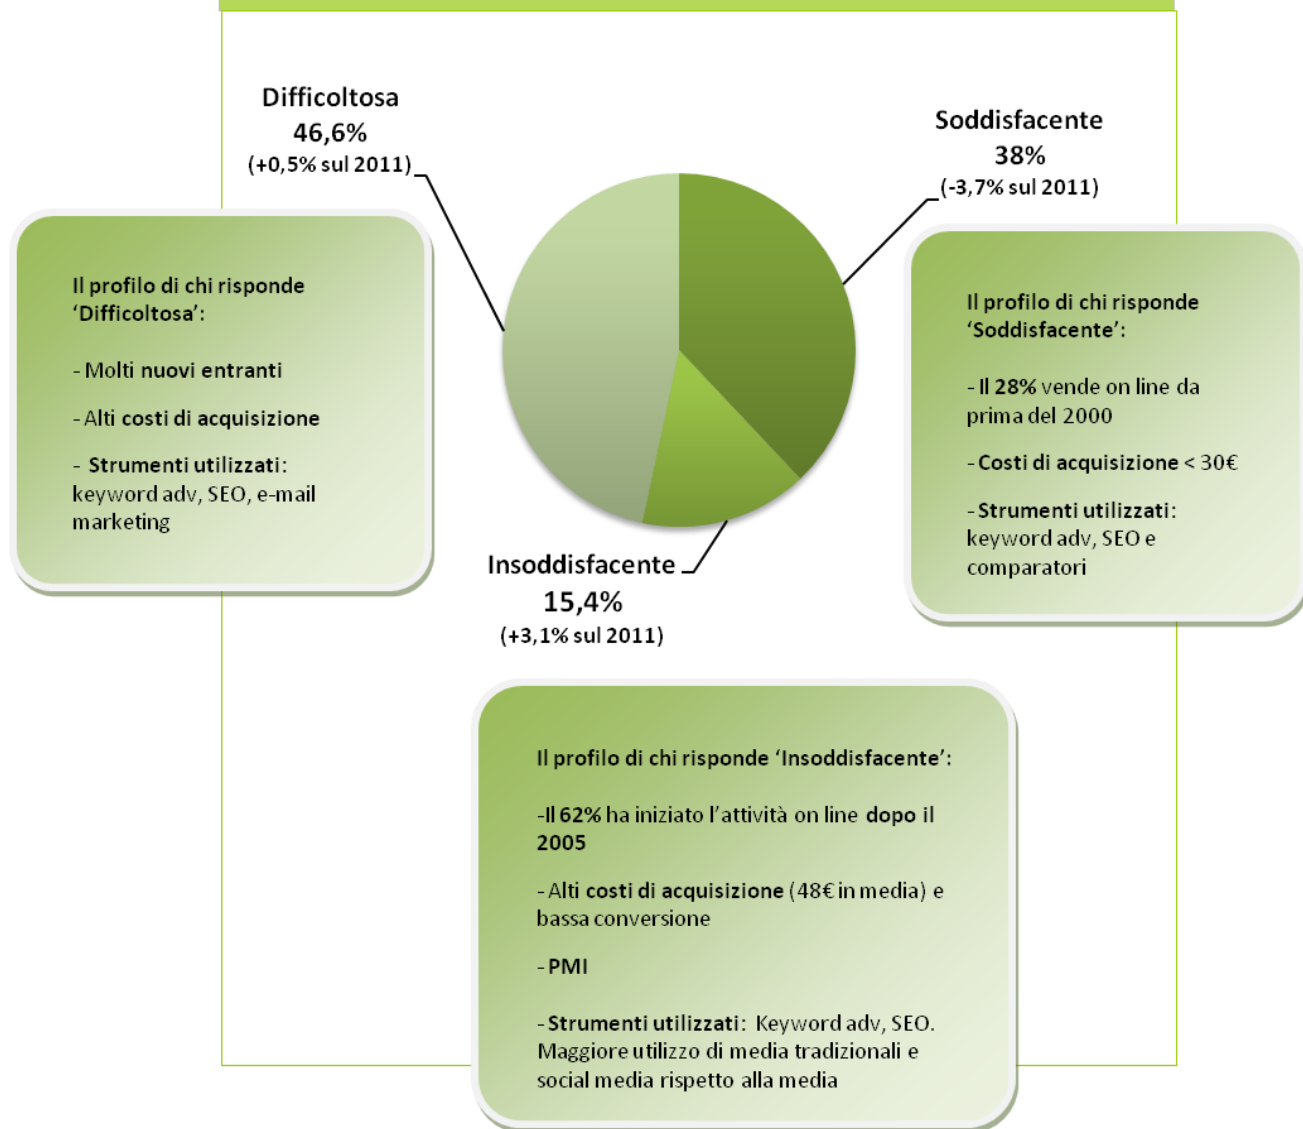 Difficoltosa
46,6%
(+0,5% sul 2011)
Soddisfacente
38%
(-3,7% sul 2011)
Il profilo di chi risponde
‘Difficoltosa’:
- Molti nuovi entranti
- Alti costi di acquisizione
- Strumenti utilizzati:
keyword adv, SEO, e-mail
marketing
Il profilo di chi risponde
‘Soddisfacente’:
- Il 28% vende on line da
prima del 2000
- Costi di acquisizione < 30€
- Strumenti utilizzati:
keyword adv, SEO e
comparatori
Insoddisfacente
15,4%
(+3,1% sul 2011)
Il profilo di chi risponde ‘Insoddisfacente’:
-Il 62% ha iniziato l’attività on line dopo il
2005
- Alti costi di acquisizione (48€ in media) e
bassa conversione
- PMI
- Strumenti utilizzati: Keyword adv, SEO.
Maggiore utilizzo di media tradizionali e
social media rispetto alla media